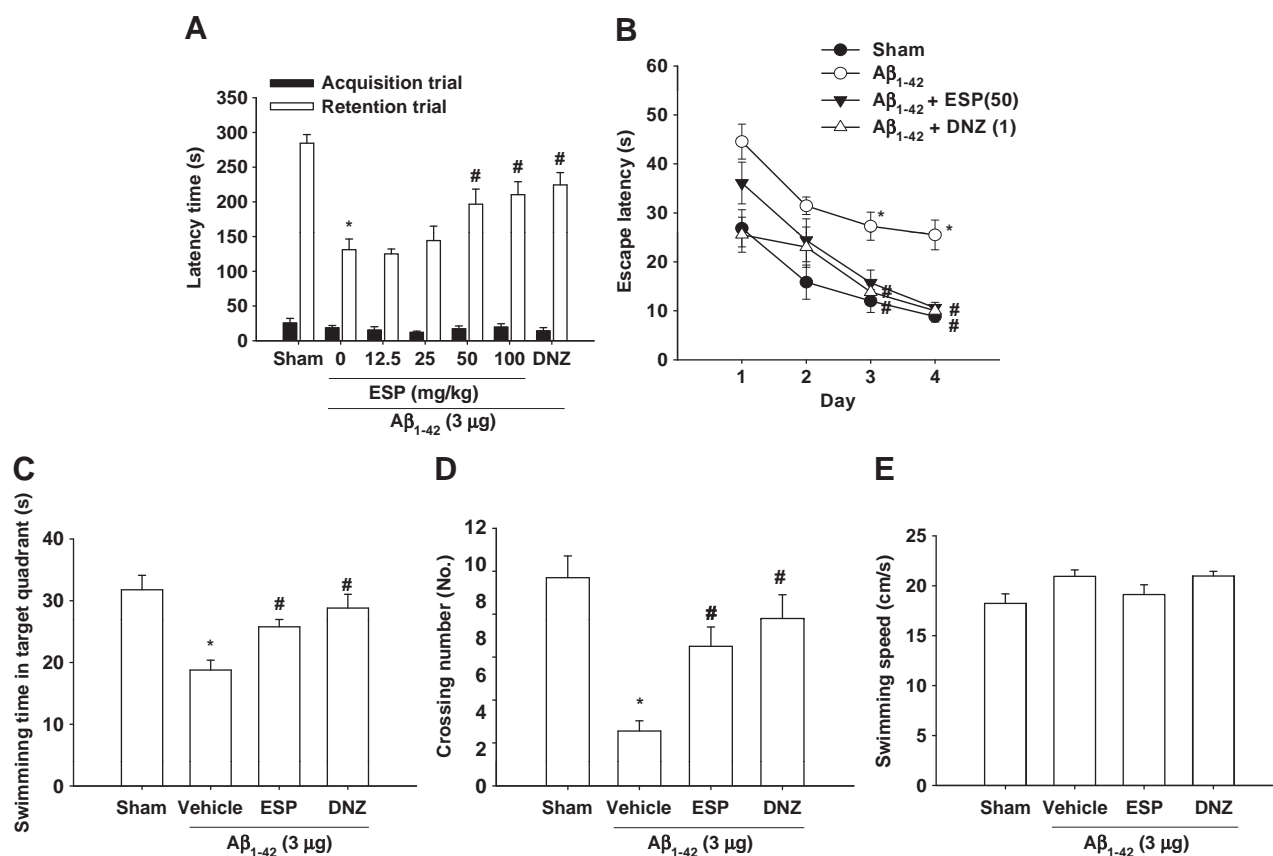 A
Acquisition trial
Retention trial
Latency time (s)
350
300
250
200
150
100
50
0
*
#
#
#
Sham 0 12.5 25 50 100 DNZ
ESP (mg/kg)
Aβ1-42 (3 μg)
B
Sham
Aβ1-42
Aβ1-42 + ESP(50)
Aβ1-42 + DNZ (1)
Escape latency (s)
60
50
40
30
20
10
0
*
*
#
#
#
#
1 2 3 4
Day
C
Swimmining time in target quadrant (s)
40
30
20
10
0
*
#
#
Sham Vehicle ESP DNZ
Aβ1-42 (3 μg)
D
Crossing number (No.)
12
10
8
8
6
4
2
0
*
#
#
Sham Vehicle ESP DNZ
Aβ1-42 (3 μg)
E
Swimming speed (cm/s)
25
20
15
10
5
0
Sham Vehicle ESP DNZ
Aβ1-42 (3 μg)